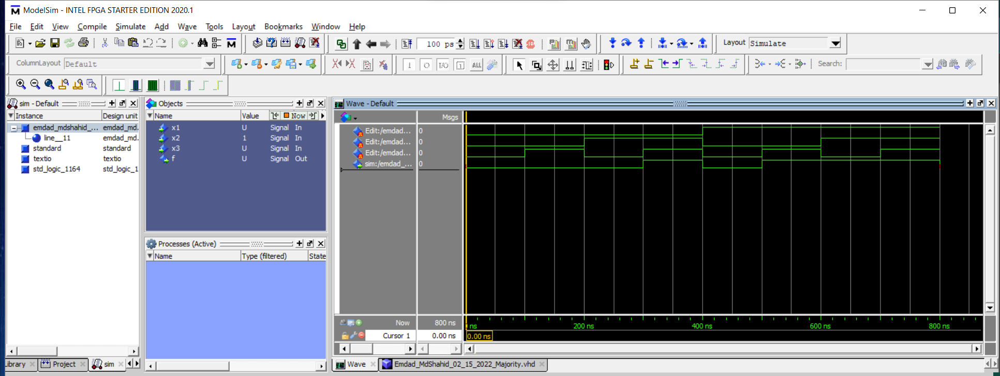 ModelSim - INTEL FPGA STARTER EDITION 2020.1
File Edit View Compile Simulate Add Wave Tools Layout Bookmarks Window Help
100 ps
Layout Simulate
ColumnLayout Default
Search:
sim - Default
Instance Design unit
emdad_mdshahid_... emdad_md.
line__11 emdad_md.
standard standard
textio textio
std_logic_1164 std_logic_1
Objects
Name Value Now
x1 U Signal In
x2 1 Signal In
x3 U Signal In
f U Signal Out
Processes (Active)
Name Type (filtered) State
Wave - Default
Msgs
Edit:/emdad... 0
Edit:/emdad... 0
Edit:/emdad... 0
sim:/emdad_... 0
Now 800 ns
ns 200 ns 400 ns 600 ns 800 ns
Cursor 1 0.00 ns
0.00 ns
Library Project sim
Wave Emdad_MdShahid_02_15_2022_Majority.vhd